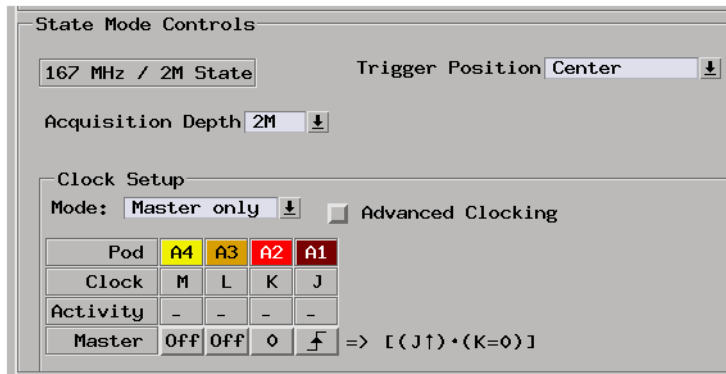 State Mode Controls
167 MHz / 2M State
Trigger Position Center
Acquisition Depth 2M
Clock Setup
Mode: Master only
Advanced Clocking
Pod A4 A3 A2 A1
Clock M L K J
Activity - - - -
Master Off Off 0 => [(J↑)·(K=0)]